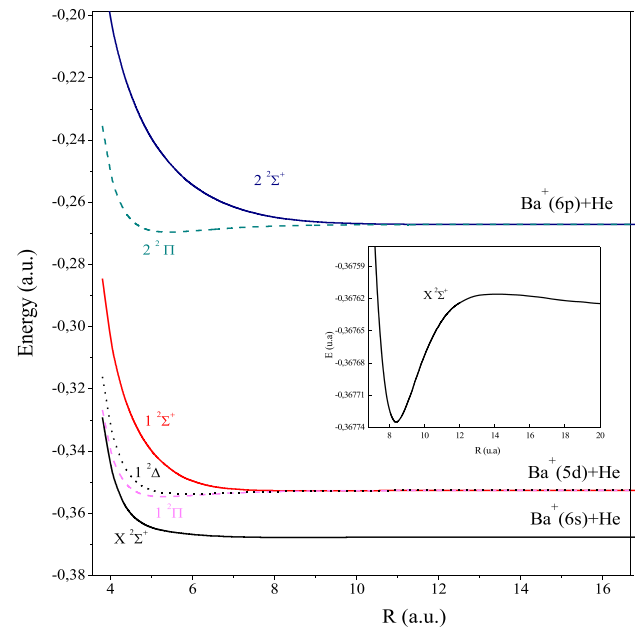 -0,20
-0,22
-0,24
-0,26
-0,28
-0,30
-0,32
-0,34
-0,36
-0,38
Energy (a.u.)
4
6
8
10
12
14
16
R (a.u.)
2 ²Σ⁺
Ba⁺(6p)+He
2 ² Π
1 ²Σ⁺
1 ²Δ
1 ²Π
X ²Σ⁺
Ba⁺(5d)+He
Ba⁺(6s)+He
-0,36759
-0,36762
-0,36765
-0,36768
-0,36771
-0,36774
E (u.a)
X ²Σ⁺
8
10
12
14
16
18
20
R (u.a)